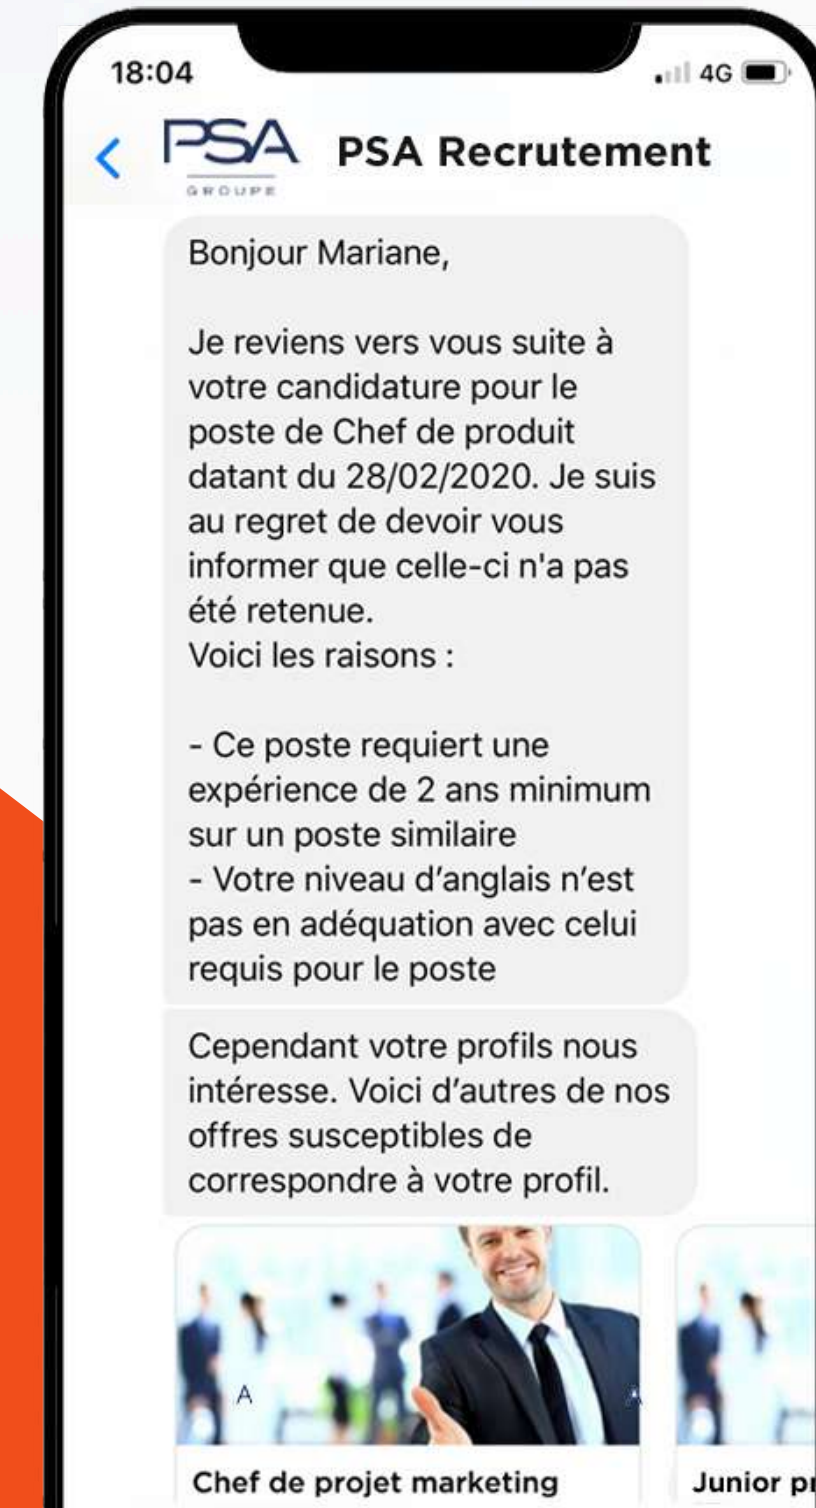 18:04
4G
PSA
GROUPE
PSA Recrutement
Bonjour Mariane,
Je reviens vers vous suite à
votre candidature pour le
poste de Chef de produit
datant du 28/02/2020. Je suis
au regret de devoir vous
informer que celle-ci n'a pas
été retenue.
Voici les raisons :
- Ce poste requiert une
expérience de 2 ans minimum
sur un poste similaire
- Votre niveau d’anglais n’est
pas en adéquation avec celui
requis pour le poste
Cependant votre profils nous
intéresse. Voici d’autres de nos
offres susceptibles de
correspondre à votre profil.
A
A
Chef de projet marketing
Junior